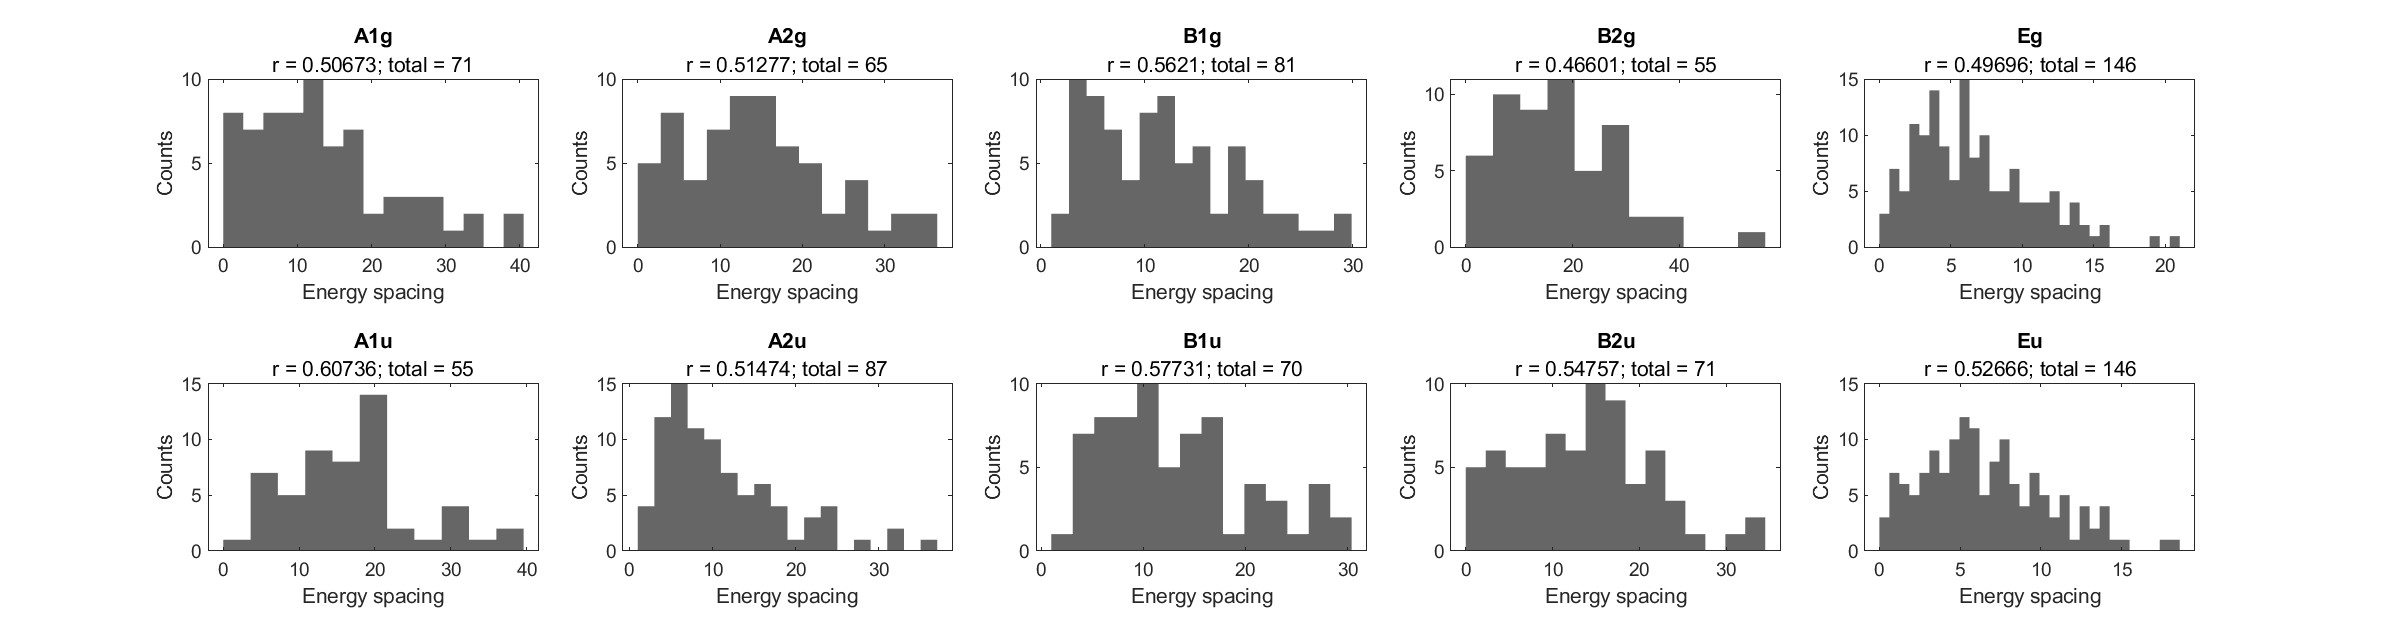 A1g
r = 0.50673; total = 71
10
5
0
Counts
0 10 20 30 40
Energy spacing
A2g
r = 0.51277; total = 65
10
5
0
Counts
0 10 20 30
Energy spacing
B1g
r = 0.5621; total = 81
10
5
0
Counts
0 10 20 30
Energy spacing
B2g
r = 0.46601; total = 55
10
5
0
Counts
0 20 40
Energy spacing
Eg
r = 0.49696; total = 146
15
10
5
0
Counts
0 5 10 15 20
Energy spacing
A1u
r = 0.60736; total = 55
15
10
5
0
Counts
0 10 20 30 40
Energy spacing
A2u
r = 0.51474; total = 87
15
10
5
0
Counts
0 10 20 30
Energy spacing
B1u
r = 0.57731; total = 70
10
5
0
Counts
0 10 20 30
Energy spacing
B2u
r = 0.54757; total = 71
10
5
0
Counts
0 10 20 30
Energy spacing
Eu
r = 0.52666; total = 146
15
10
5
0
Counts
0 5 10 15
Energy spacing